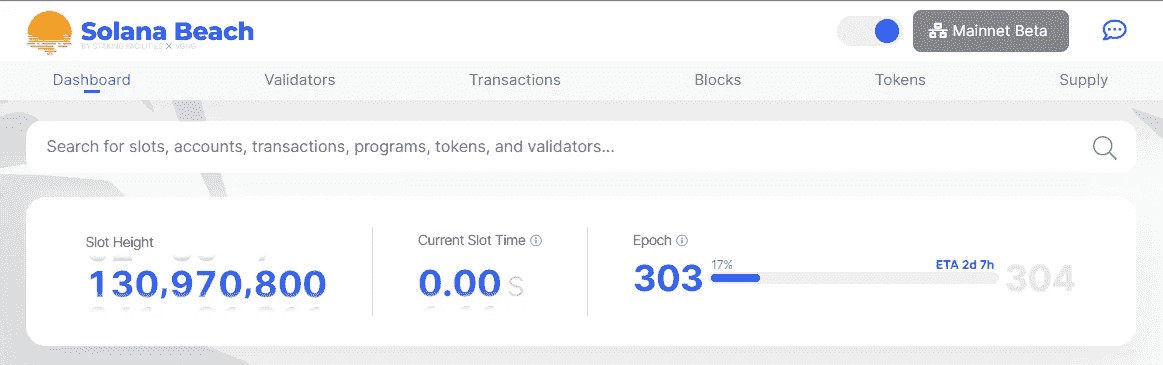 Solana Beach
BY STAKING FACILITIES X
Mainnet Beta
Dashboard Validators Transactions Blocks Tokens Supply
Search for slots, accounts, transactions, programs, tokens, and validators...
Slot Height Current Slot Time Epoch
130,970,800 0.00 s 303 17% ETA 2d 7h 304